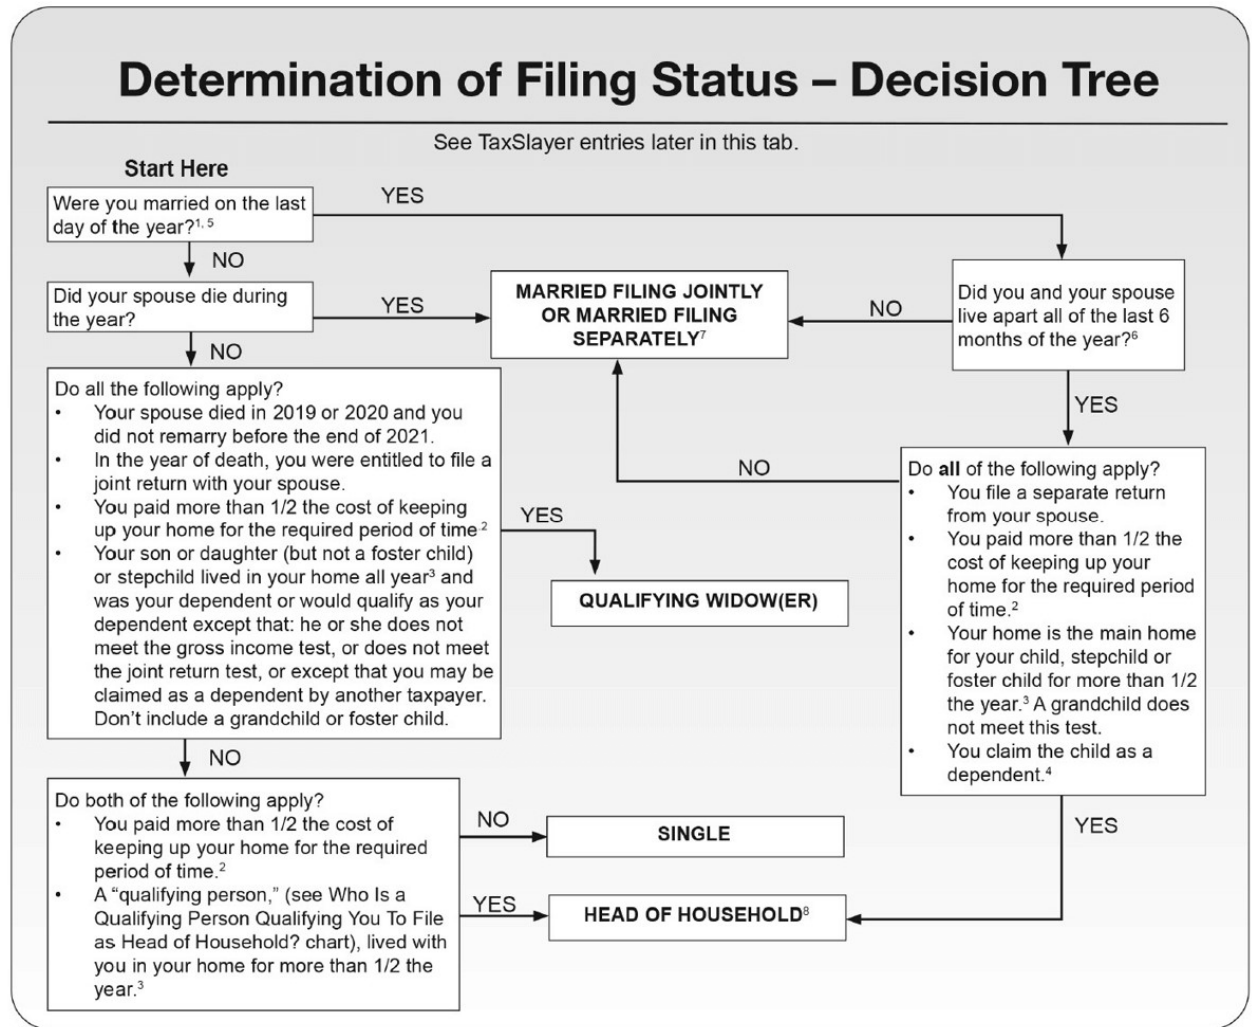 Determination of Filing Status – Decision Tree
See TaxSlayer entries later in this tab.
Start Here
Were you married on the last
day of the year?1, 5
YES
NO
Did your spouse die during
the year?
YES
MARRIED FILING JOINTLY
OR MARRIED FILING
SEPARATELY7
NO
Did you and your spouse
live apart all of the last 6
months of the year?6
NO
YES
Do all the following apply?
• Your spouse died in 2019 or 2020 and you
did not remarry before the end of 2021.
• In the year of death, you were entitled to file a
joint return with your spouse.
• You paid more than 1/2 the cost of keeping
up your home for the required period of time.2
• Your son or daughter (but not a foster child)
or stepchild lived in your home all year3 and
was your dependent or would qualify as your
dependent except that: he or she does not
meet the gross income test, or does not meet
the joint return test, or except that you may be
claimed as a dependent by another taxpayer.
Don’t include a grandchild or foster child.
YES
QUALIFYING WIDOW(ER)
NO
Do all of the following apply?
• You file a separate return
from your spouse.
• You paid more than 1/2 the
cost of keeping up your
home for the required period
of time.2
• Your home is the main home
for your child, stepchild or
foster child for more than 1/2
the year.3 A grandchild does
not meet this test.
• You claim the child as a
dependent.4
NO
YES
Do both of the following apply?
• You paid more than 1/2 the cost of
keeping up your home for the required
period of time.2
• A “qualifying person,” (see Who Is a
Qualifying Person Qualifying You To File
as Head of Household? chart), lived with
you in your home for more than 1/2 the
year.3
NO
SINGLE
YES
HEAD OF HOUSEHOLD8